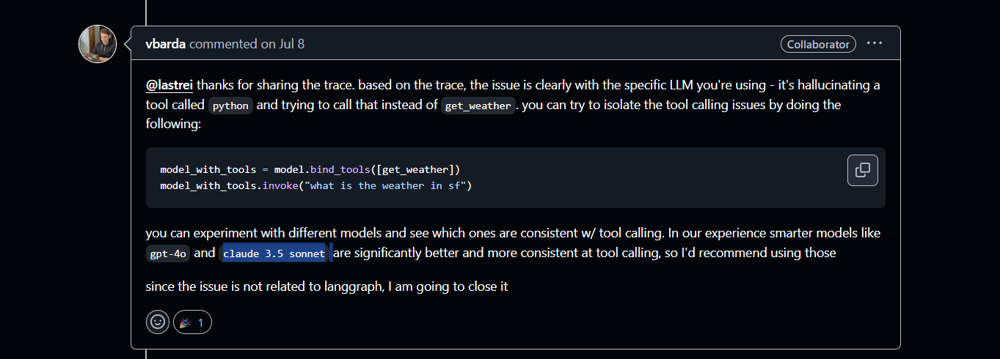 vbarda commented on Jul 8
Collaborator
@lastrei thanks for sharing the trace. based on the trace, the issue is clearly with the specific LLM you're using - it's hallucinating a
tool called python and trying to call that instead of get_weather. you can try to isolate the tool calling issues by doing the
following:
model_with_tools = model.bind_tools([get_weather])
model_with_tools.invoke("what is the weather in sf")
you can experiment with different models and see which ones are consistent w/ tool calling. In our experience smarter models like
gpt-4o and claude 3.5 sonnet are significantly better and more consistent at tool calling, so I'd recommend using those
since the issue is not related to langgraph, I am going to close it
1